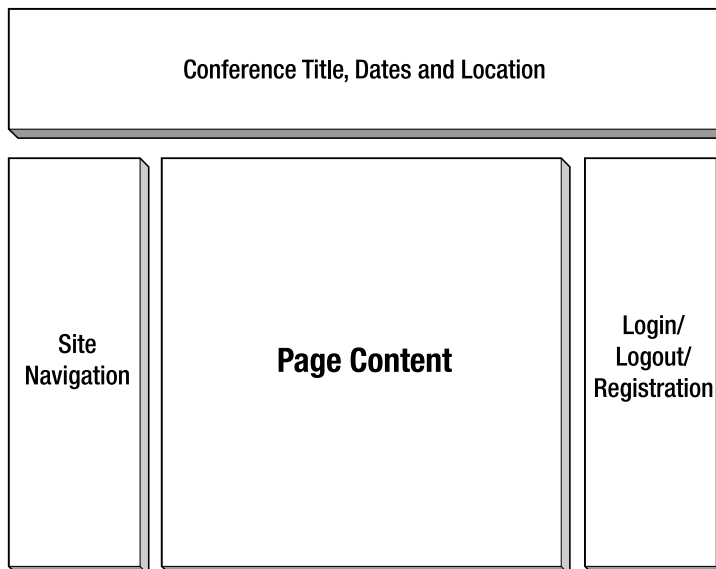 Conference Title, Dates and Location
Site
Navigation
Page Content
Login/
Logout/
Registration